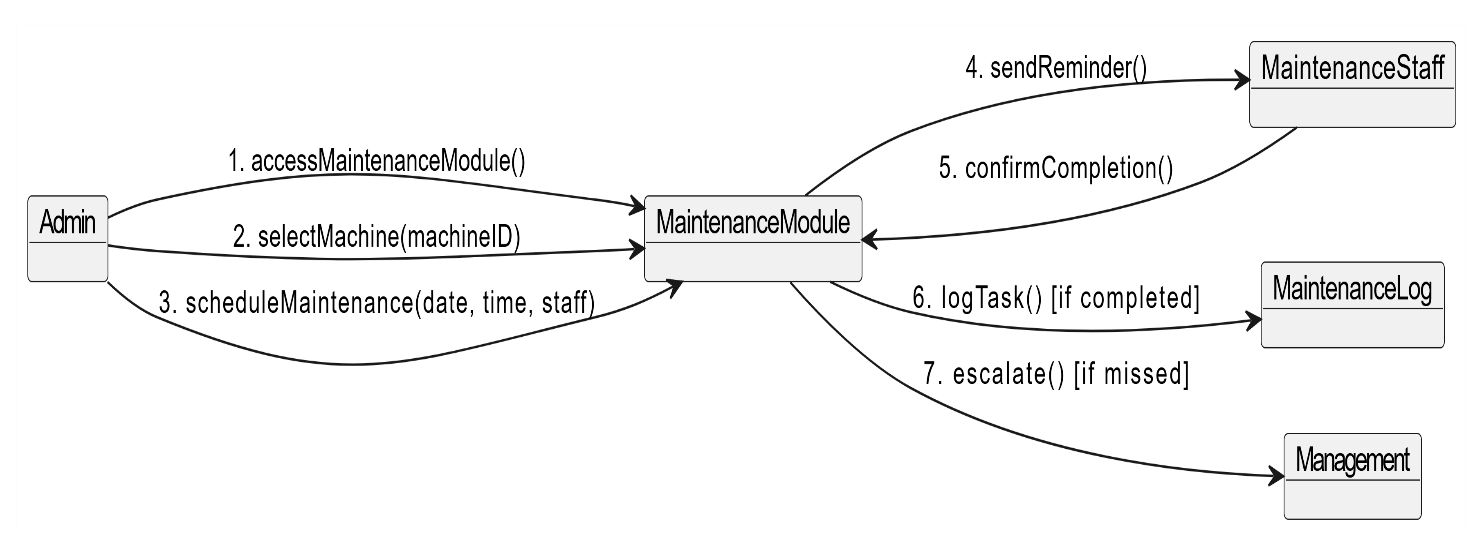 4. sendReminder()
MaintenanceStaff
1. accessMaintenanceModule()
5. confirmCompletion()
Admin
MaintenanceModule
2. selectMachine(machineID)
3. scheduleMaintenance(date, time, staff)
6. logTask() [if completed]
MaintenanceLog
7. escalate() [if missed]
Management